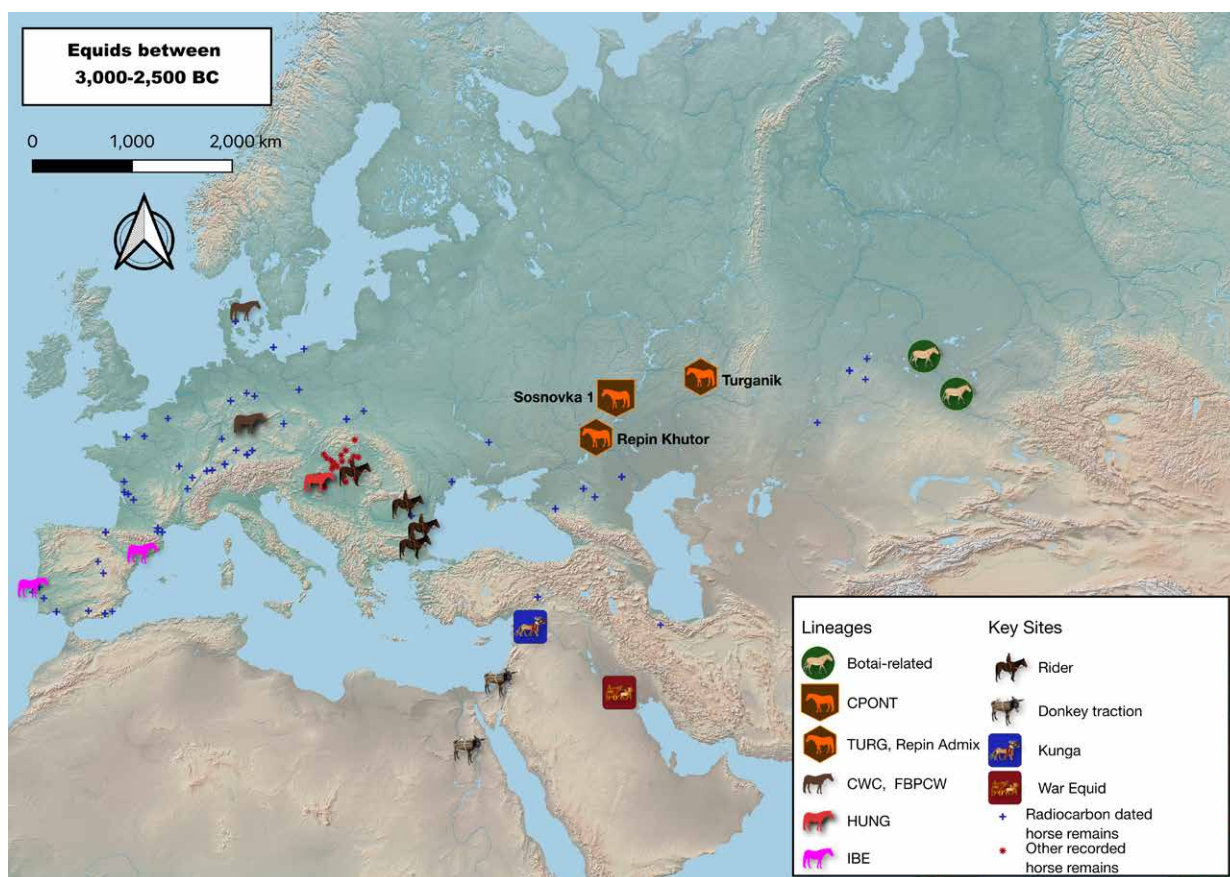 Equids between
3,000-2,500 BC
0 1,000 2,000 km
Turganik
Sosnovka 1
Repin Khutor
Lineages
Botai-related
CPONT
TURG, Repin Admix
CWC, FBPCW
HUNG
IBE
Key Sites
Rider
Donkey traction
Kunga
War Equid
Radiocarbon dated
horse remains
Other recorded
horse remains